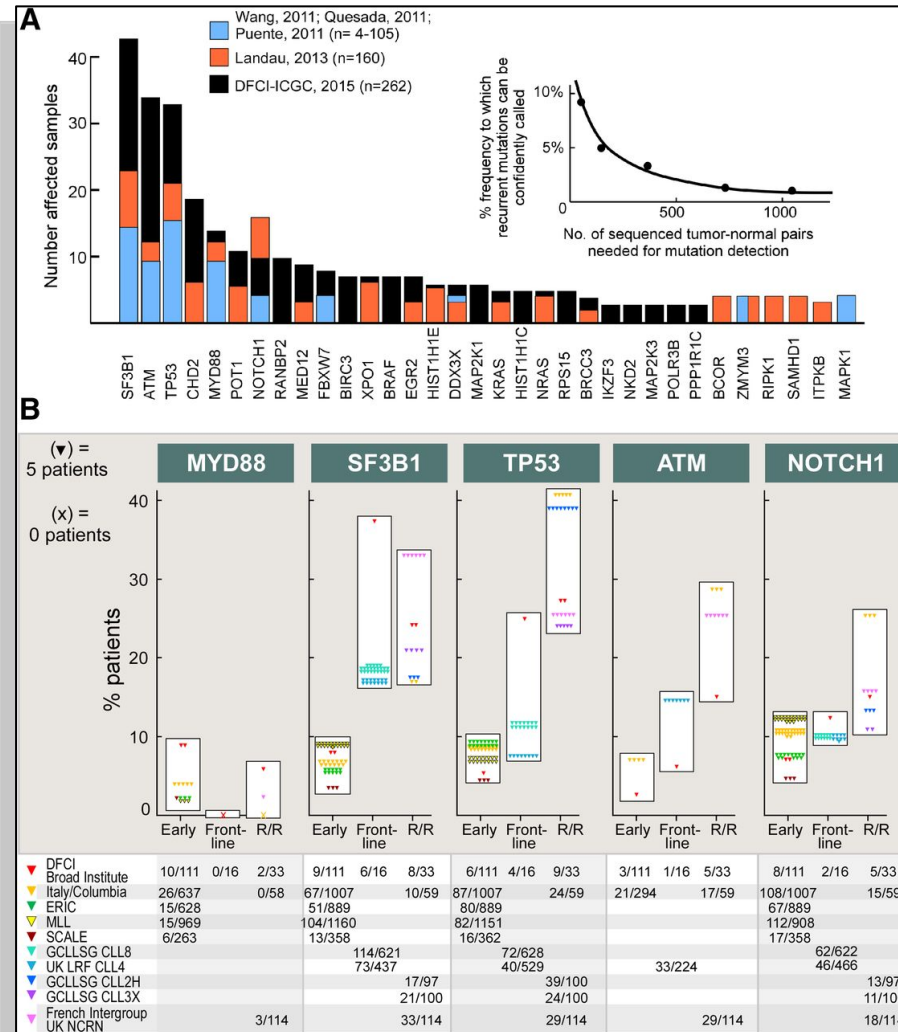 A
Wang, 2011; Quesada, 2011;
Puente, 2011 (n= 4-105)
Landau, 2013 (n=160)
DFCI-ICGC, 2015 (n=262)
Number affected samples
40
30
20
10
% frequency to which
recurrent mutations can be
confidently called
10%
5%
0
500
1000
No. of sequenced tumor-normal pairs
needed for mutation detection
SF3B1
ATM
TP53
CHD2
MYD88
POT1
NOTCH1
RANBP2
MED12
FBXW7
BIRC3
XPO1
BRAF
EGR2
HIST1H1E
DDX3X
MAP2K1
KRAS
HIST1H1C
NRAS
RPS15
BRCC3
IKZF3
NKD2
MAP2K3
POLR3B
PPP1R1C
BCOR
ZMYM3
RIPK1
SAMHD1
ITPKB
MAPK1
B
(▼) =
5 patients
(x) =
0 patients
MYD88 SF3B1 TP53 ATM NOTCH1
% patients
40
30
20
10
0
Early Front- R/R Early Front- R/R Early Front- R/R Early Front- R/R Early Front- R/R
line line line line line
DFCI
Broad Institute 10/111 0/16 2/33 9/111 6/16 8/33 6/111 4/16 9/33 3/111 1/16 5/33 8/111 2/16 5/33
Italy/Columbia 26/637 0/58 67/1007 10/59 87/1007 24/59 21/294 17/59 108/1007 15/59
ERIC 15/628 51/889 80/889 67/889
MLL 15/969 104/1160 82/1151 112/908
SCALE 6/263 13/358 16/362 17/358
GCLLSG CLL8 114/621 72/628 62/622
UK LRF CLL4 73/437 40/529 33/224 46/466
GCLLSG CLL2H 17/97 39/100 13/97
GCLLSG CLL3X 21/100 24/100 11/10
French Intergroup
UK NCRN 3/114 33/114 29/114 29/114 18/11